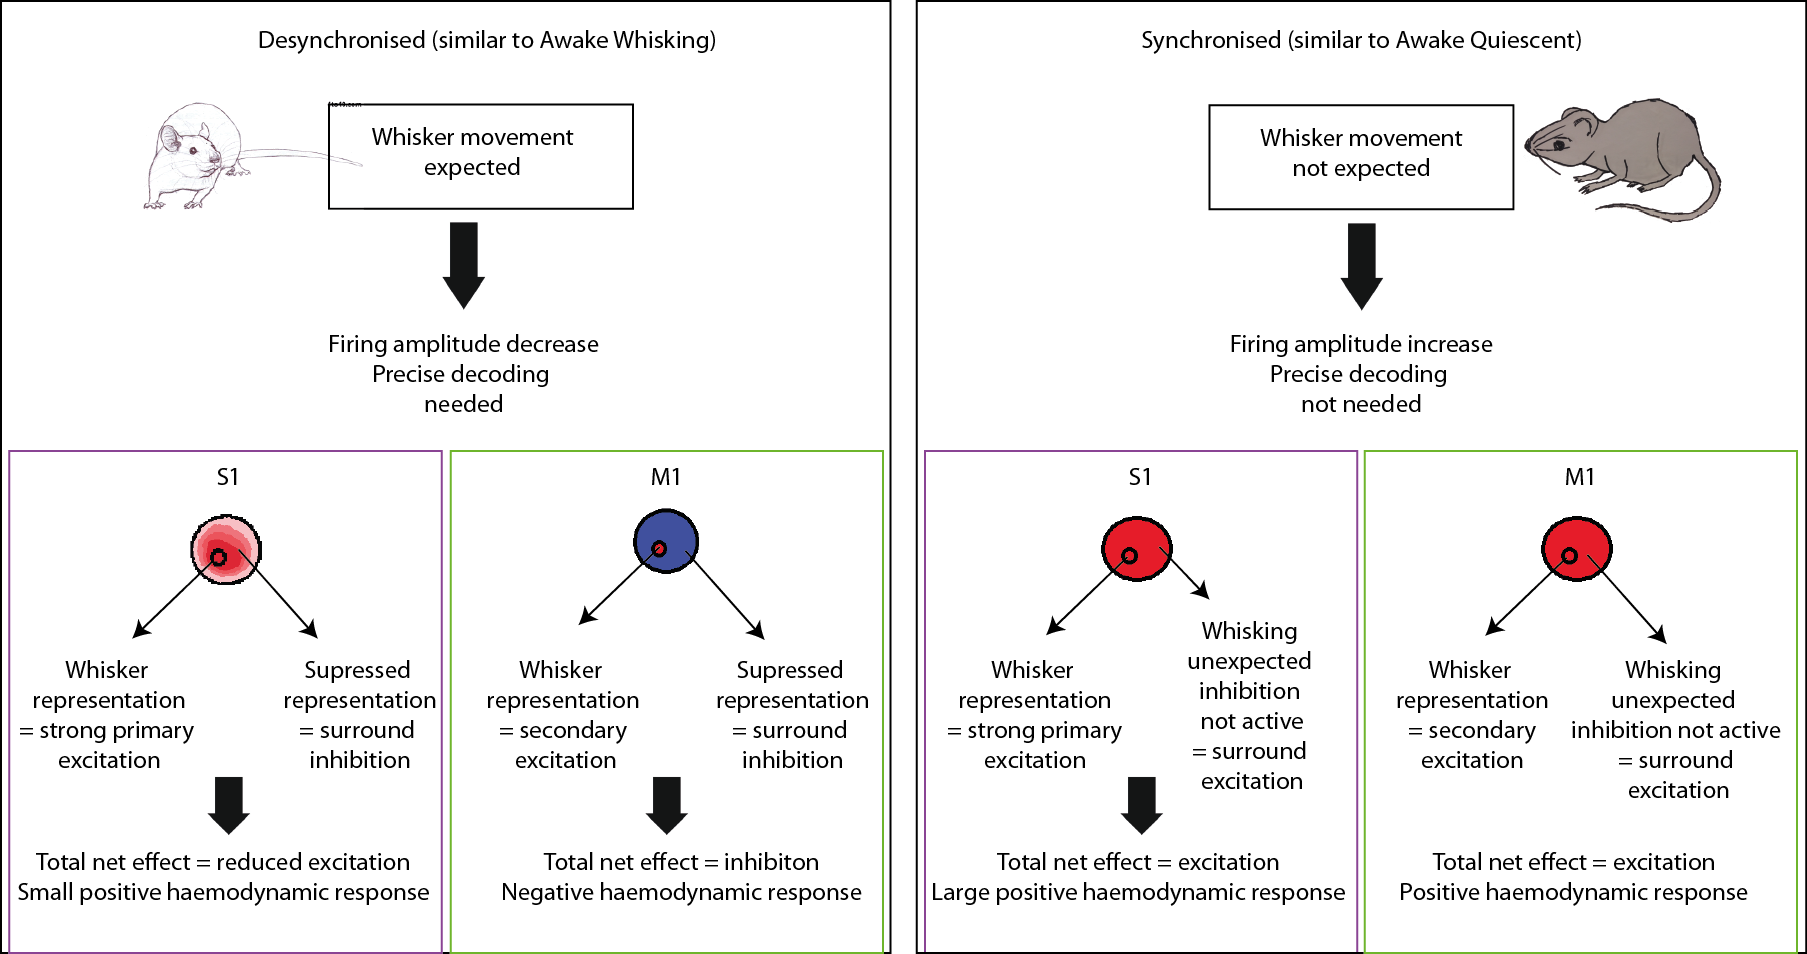 Desynchronised (similar to Awake Whisking)
Whisker movement
expected
Firing amplitude decrease
Precise decoding
needed
S1
Whisker
representation
= strong primary
excitation
Supressed
representation
= surround
inhibition
Total net effect = reduced excitation
Small positive haemodynamic response
M1
Whisker
representation
= secondary
excitation
Supressed
representation
= surround
inhibition
Total net effect = inhibiton
Negative haemodynamic response
Synchronised (similar to Awake Quiescent)
Whisker movement
not expected
Firing amplitude increase
Precise decoding
not needed
S1
Whisker
representation
= strong primary
excitation
Whisking
unexpected
inhibition
not active
= surround
excitation
Total net effect = excitation
Large positive haemodynamic response
M1
Whisker
representation
= secondary
excitation
Whisking
unexpected
inhibition not active
= surround
excitation
Total net effect = excitation
Positive haemodynamic response